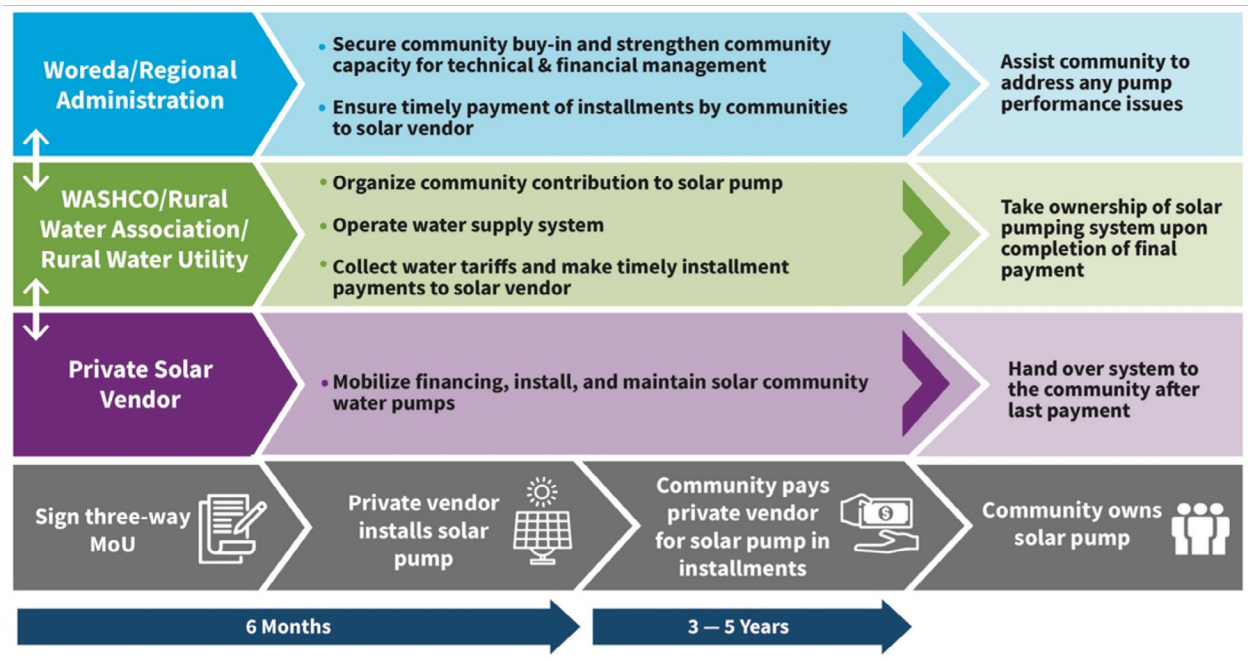 Woreda/Regional
Administration
• Secure community buy-in and strengthen community
capacity for technical & financial management
• Ensure timely payment of installments by communities
to solar vendor
Assist community to
address any pump
performance issues
WASHCO/Rural
Water Association/
Rural Water Utility
• Organize community contribution to solar pump
• Operate water supply system
• Collect water tariffs and make timely installment
payments to solar vendor
Take ownership of solar
pumping system upon
completion of final
payment
Private Solar
Vendor
• Mobilize financing, install, and maintain solar community
water pumps
Hand over system to
the community after
last payment
Sign three-way
MoU
Private vendor
installs solar
pump
Community pays
private vendor
for solar pump in
installments
$
Community owns
solar pump
6 Months
3 — 5 Years